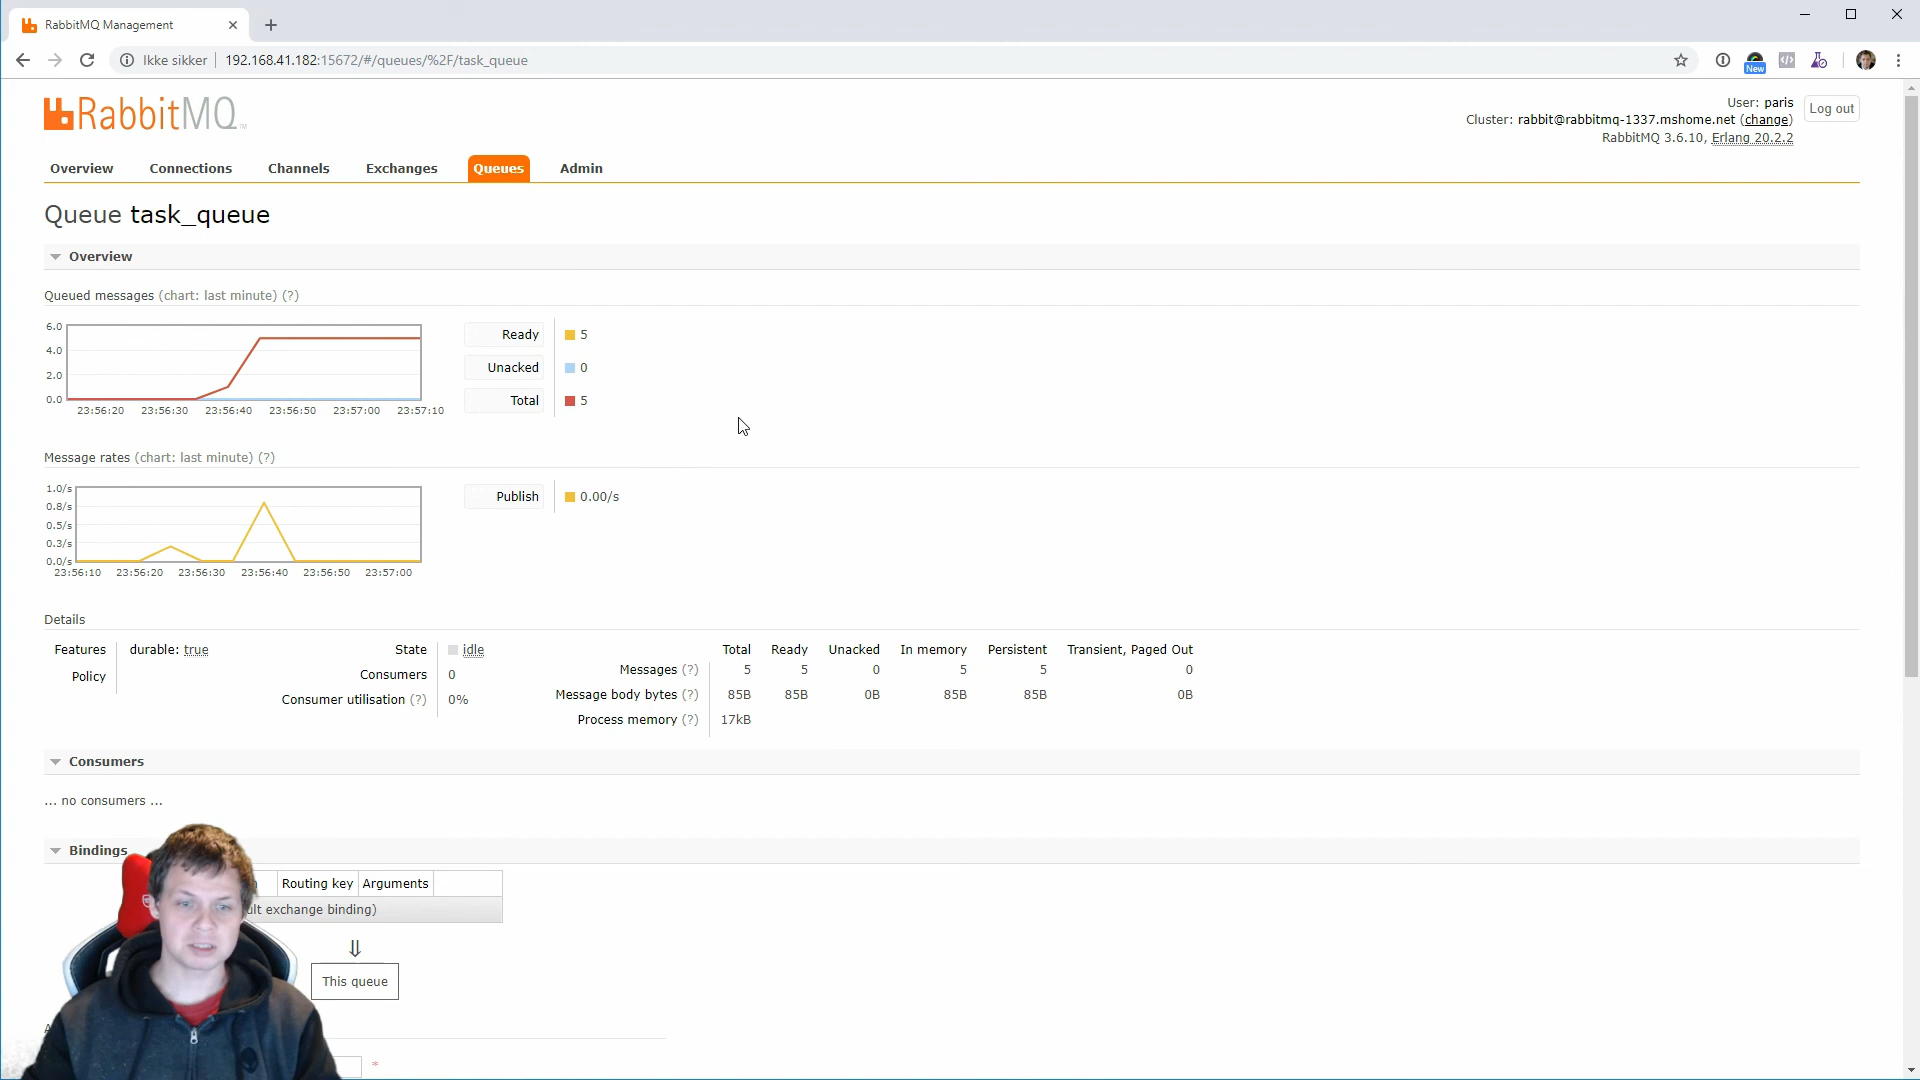 RabbitMQ Management
Ikke sikker
192.168.41.182:15672/#/queues/%2F/task_queue
New
RabbitMQ
TM
User: paris
Log out
Cluster: rabbit@rabbitmq-1337.mshome.net (change)
RabbitMQ 3.6.10, Erlang 20.2.2
Overview Connections Channels Exchanges Queues Admin
Queue task_queue
Overview
Queued messages (chart: last minute) (?)
6.0
4.0
2.0
0.0
23:56:20 23:56:30 23:56:40 23:56:50 23:57:00 23:57:10
Ready 5
Unacked 0
Total 5
Message rates (chart: last minute) (?)
1.0/s
0.8/s
0.5/s
0.3/s
0.0/s
23:56:10 23:56:20 23:56:30 23:56:40 23:56:50 23:57:00
Publish 0.00/s
Details
Features durable: true
Policy
State idle
Consumers 0
Consumer utilisation (?) 0%
Total Ready Unacked In memory Persistent Transient, Paged Out
Messages (?) 5 5 0 5 5 0
Message body bytes (?) 85B 85B 0B 85B 85B 0B
Process memory (?) 17kB
Consumers
... no consumers ...
Bindings
Routing key Arguments
exchange binding)
⇓
This queue
*